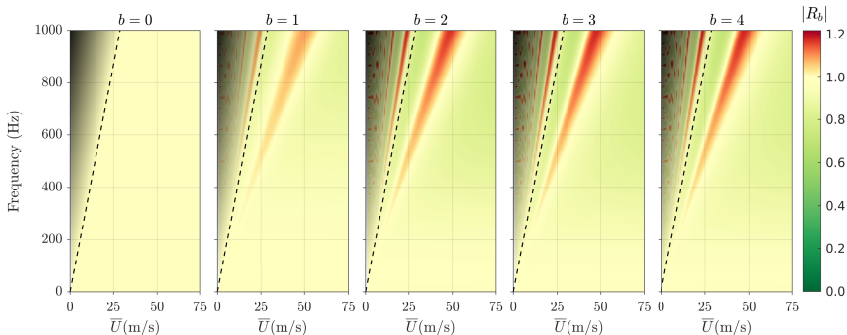 b = 0
b = 1
b = 2
b = 3
b = 4
|R_b|
1000
800
600
400
200
0
Frequency (Hz)
1.2
1.0
0.8
0.6
0.4
0.2
0.0
0 25 50 75
0 25 50 75
0 25 50 75
0 25 50 75
0 25 50 75
U̅(m/s)
U̅(m/s)
U̅(m/s)
U̅(m/s)
U̅(m/s)